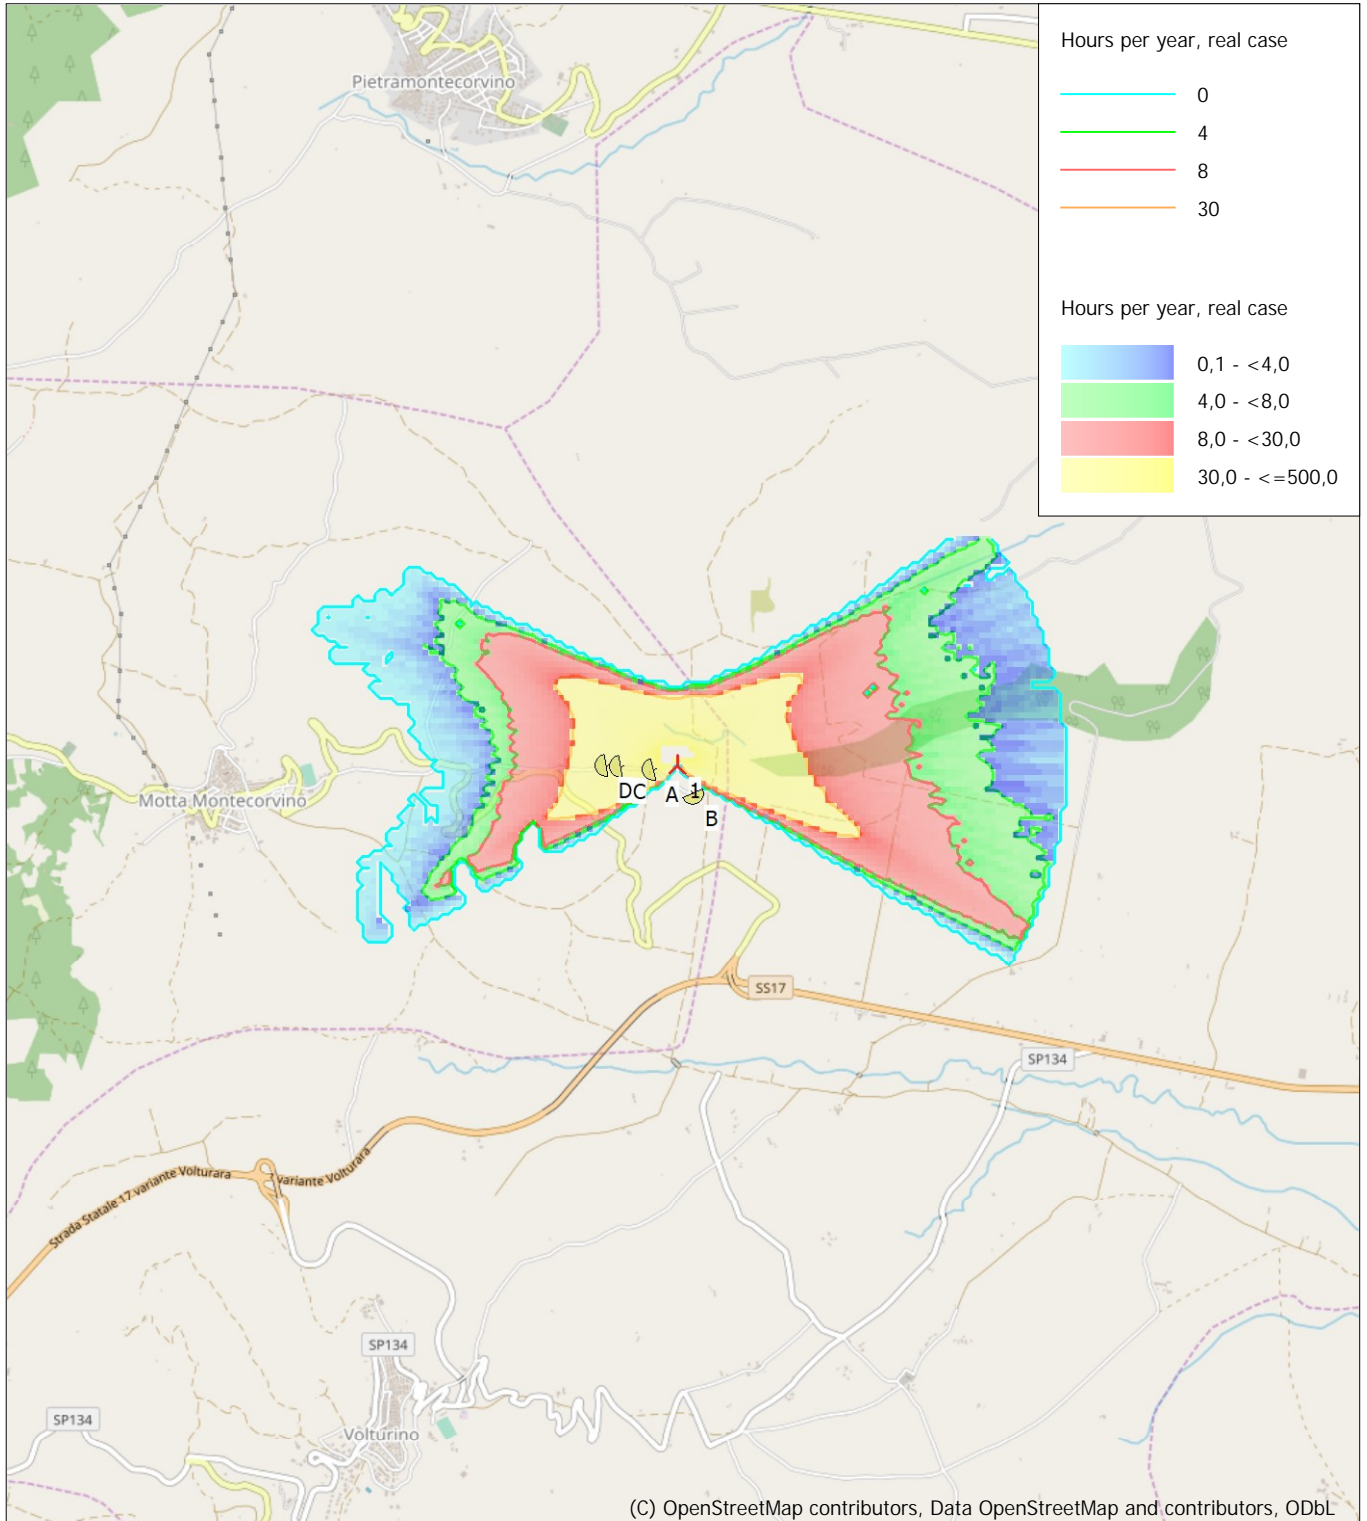 Hours per year, real case
0
4
8
30
Hours per year, real case
0,1 - <4,0
4,0 - <8,0
8,0 - <30,0
30,0 - <=500,0
Pietramontecorvino
Motta Montecorvino
DC
A
1
B
SS17
SP134
Strada Statale 17 variante Volturara
variante Volturara
SP134
SP134
Volturino
(C) OpenStreetMap contributors, Data OpenStreetMap and contributors, ODbL